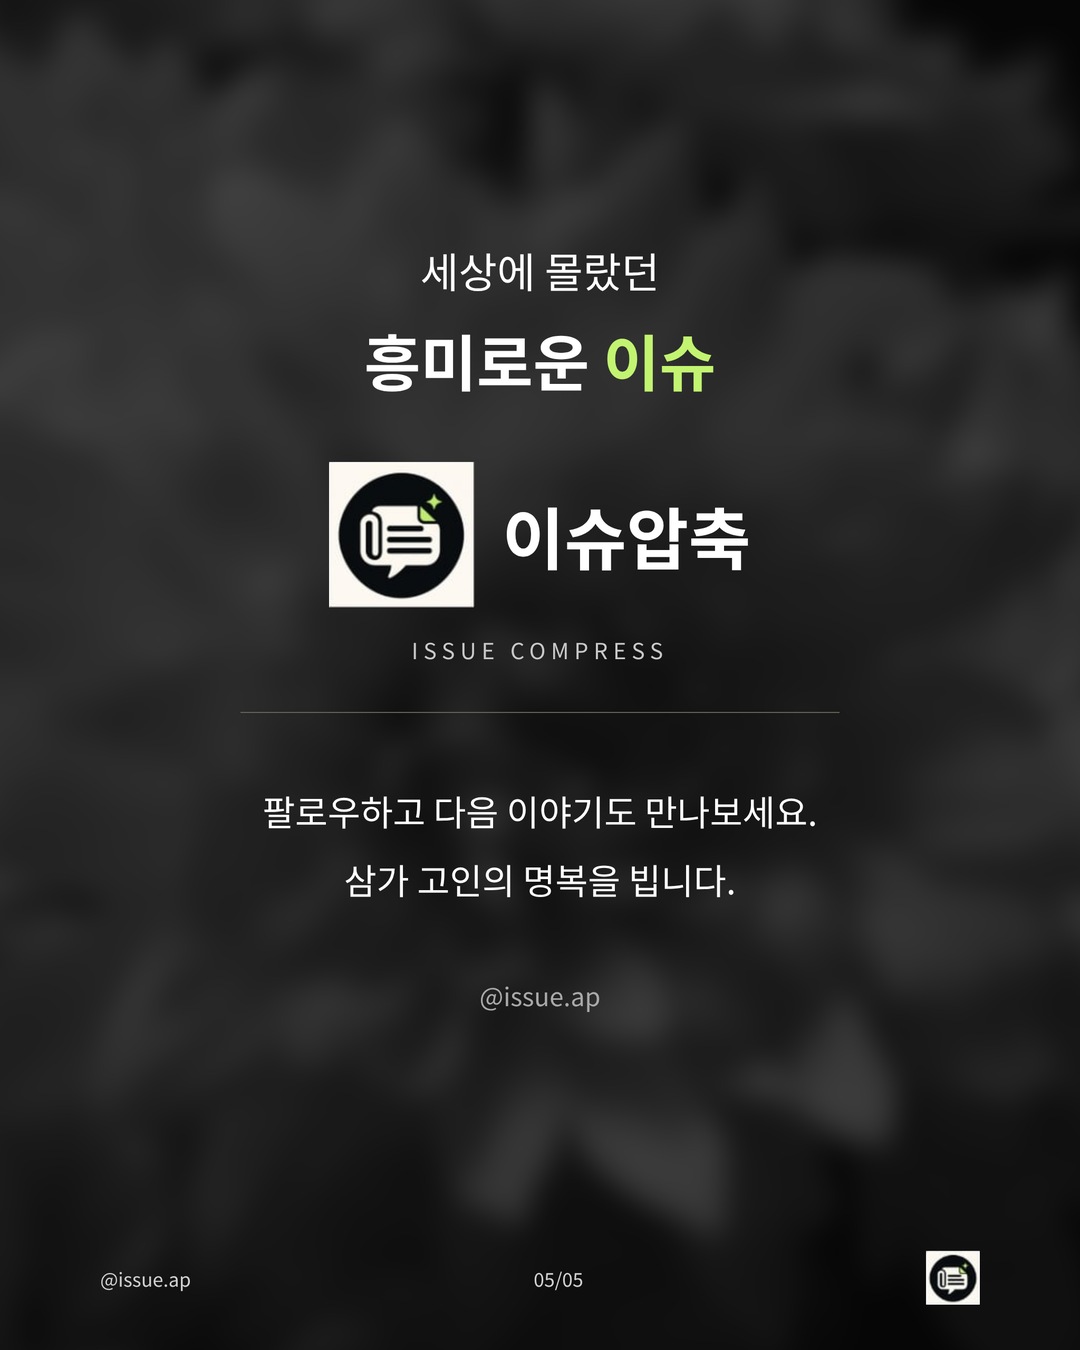 세상에 몰랐던
흥미로운 이슈
이슈압축
ISSUE COMPRESS
팔로우하고 다음 이야기도 만나보세요.
삼가 고인의 명복을 빕니다.
@issue.ap
@issue.ap
05/05